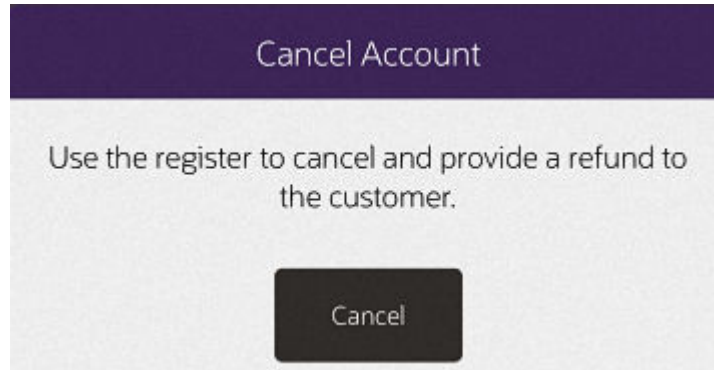 Cancel Account
Use the register to cancel and provide a refund to
the customer.
Cancel